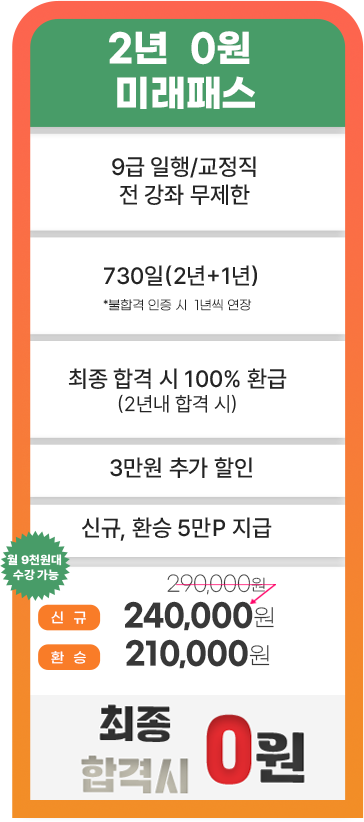 2년 0원
미래패스
9급 일행/교정직
전 강좌 무제한
730일(2년+1년)
*불합격 인증 시 1년씩 연장
최종 합격 시 100% 환급
(2년내 합격 시)
3만원 추가 할인
신규, 환승 5만P 지급
월 9천원대
수강 가능
290,000원
신 규 240,000원
환 승 210,000원
최종
합격시 0원